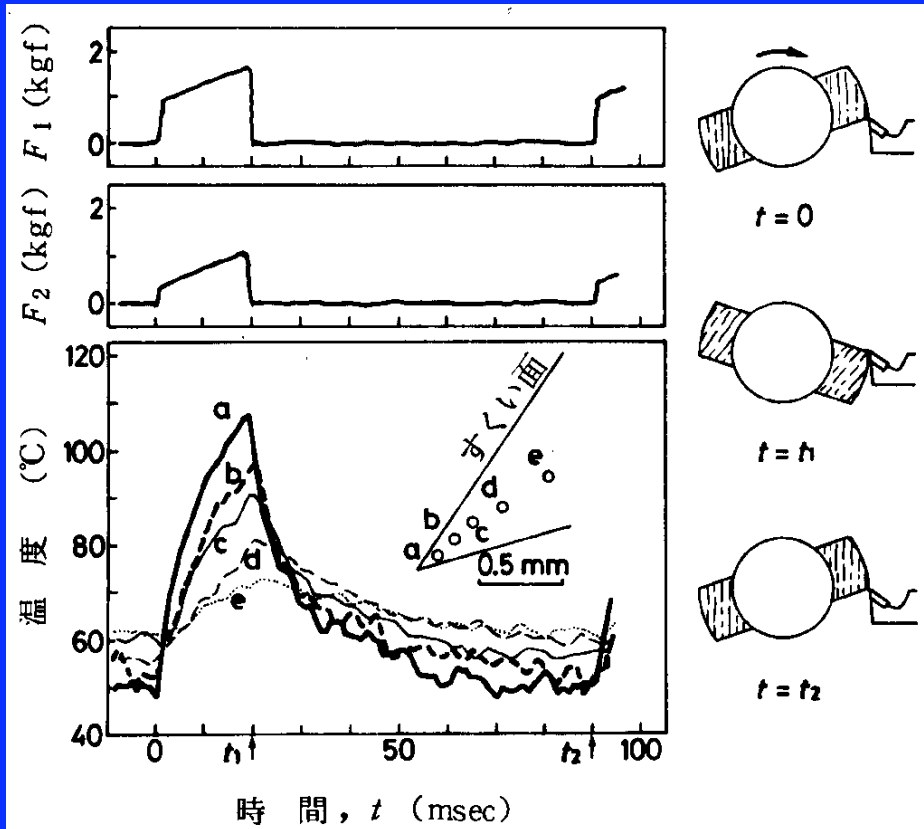 F₁ (kgf)
2
0
F₂ (kgf)
2
0
t = 0
t = t₁
t = t₂
温度 (℃)
120
100
80
60
40
a
b
c
d
e
すくい面
a
b
c
d
e
0.5 mm
0
t₁↑
50
t₂↑
100
時間, t (msec)